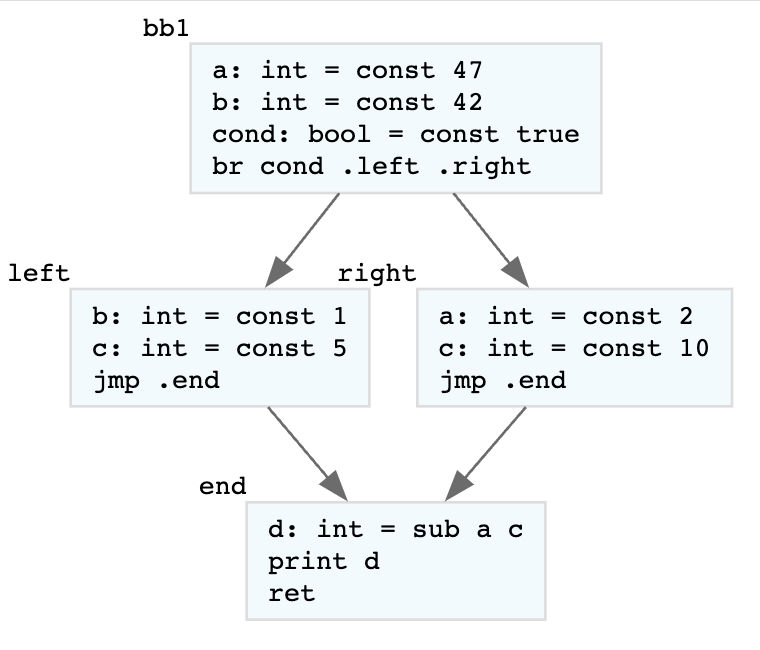 bb1
a: int = const 47
b: int = const 42
cond: bool = const true
br cond .left .right
left
b: int = const 1
c: int = const 5
jmp .end
right
a: int = const 2
c: int = const 10
jmp .end
end
d: int = sub a c
print d
ret